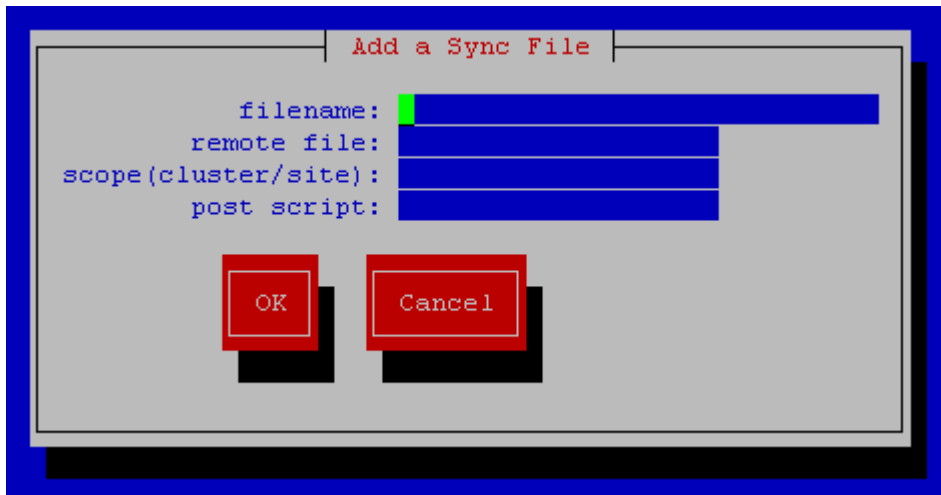 Add a Sync File
filename:
remote file:
scope(cluster/site):
post script:
OK
Cancel